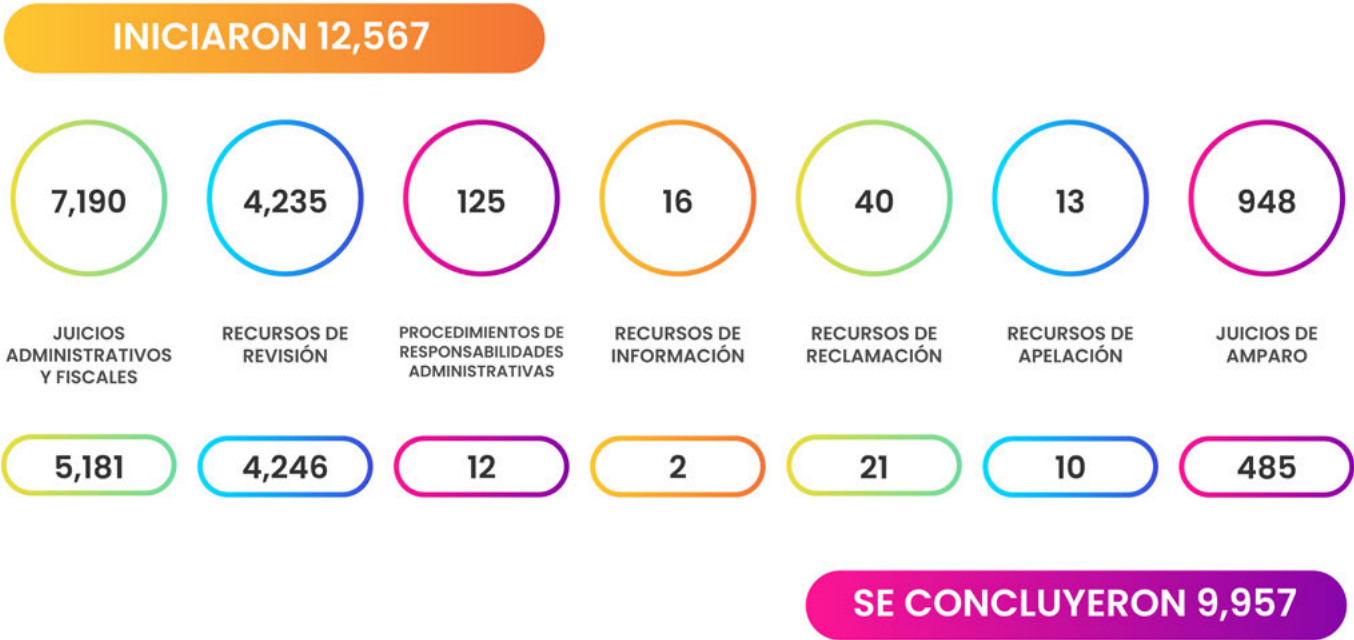 INICIARON 12,567
7,190
4,235
125
16
40
13
948
JUICIOS
ADMINISTRATIVOS
Y FISCALES
RECURSOS DE
REVISIÓN
PROCEDIMIENTOS DE
RESPONSABILIDADES
ADMINISTRATIVAS
RECURSOS DE
INFORMACIÓN
RECURSOS DE
RECLAMACIÓN
RECURSOS DE
APELACIÓN
JUICIOS DE
AMPARO
5,181
4,246
12
2
21
10
485
SE CONCLUYERON 9,957